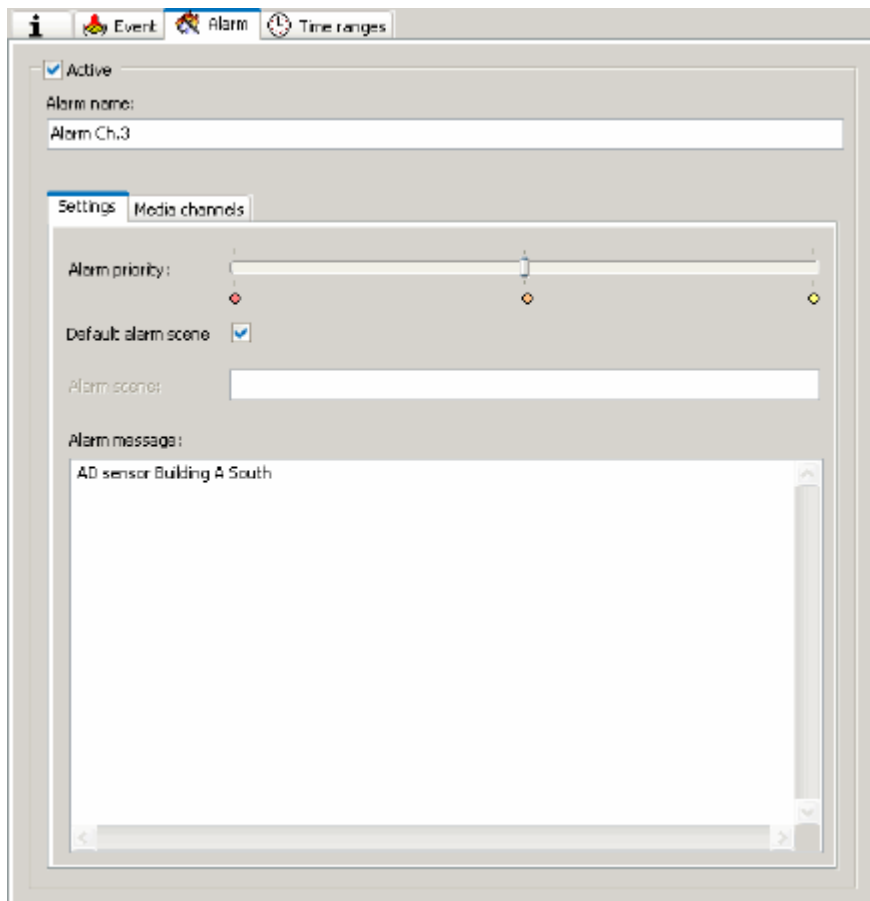 i Event Alarm Time ranges
Active
Alarm name:
Alarm Ch.3
Settings Media channels
Alarm priority:
Default alarm scene
Alarm scene:
Alarm message:
AD sensor Building A South